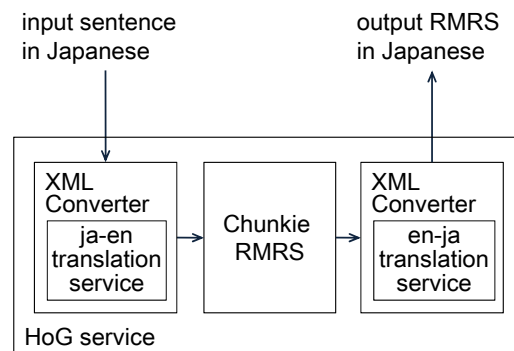 input sentence
in Japanese
output RMRS
in Japanese
XML
Converter
ja-en
translation
service
Chunkie
RMRS
XML
Converter
en-ja
translation
service
HoG service